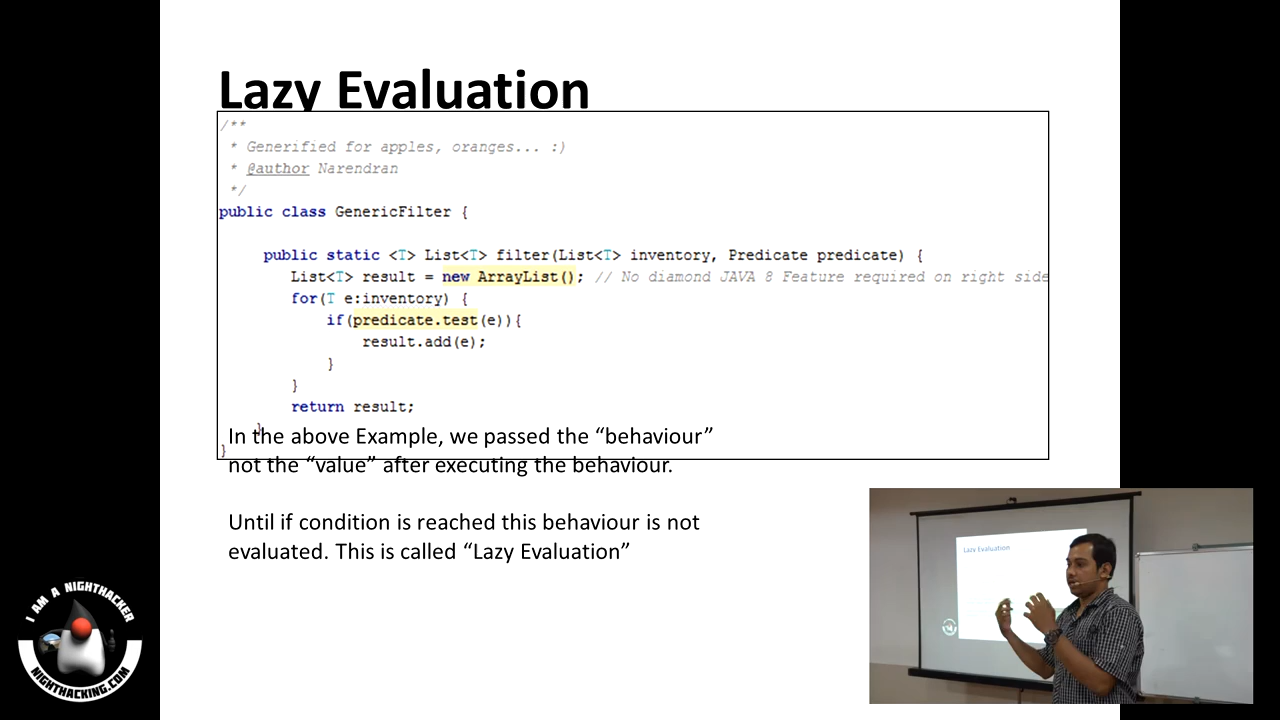 Lazy Evaluation
/**
* Generified for apples, oranges... :)
* @author Narendran
*/
public class GenericFilter {
public static <T> List<T> filter(List<T> inventory, Predicate predicate) {
List<T> result = new ArrayList(); // No diamond JAVA 8 Feature required on right side
for(T e:inventory) {
if(predicate.test(e)){
result.add(e);
}
}
return result;
}
}
In the above Example, we passed the “behaviour”
not the “value” after executing the behaviour.
Until if condition is reached this behaviour is not
evaluated. This is called “Lazy Evaluation”
Lazy Evaluation
I AM A NIGHTHACKER
NIGHTHACKING.COM